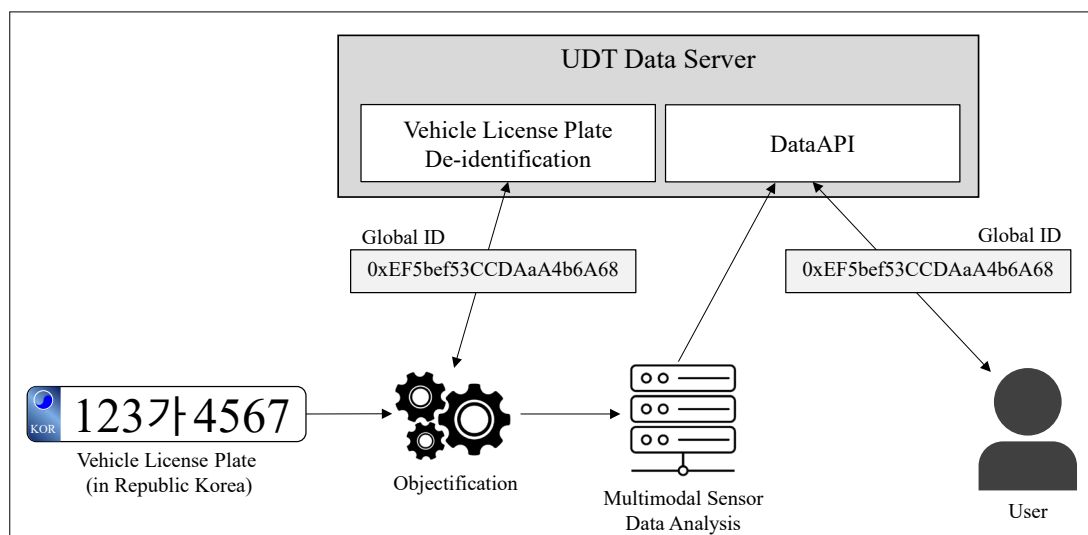 UDT Data Server
Vehicle License Plate
De-identification
DataAPI
Global ID
0xEF5bef53CCDAaA4b6A68
Global ID
0xEF5bef53CCDAaA4b6A68
KOR
123가4567
Vehicle License Plate
(in Republic Korea)
Objectification
Multimodal Sensor
Data Analysis
User